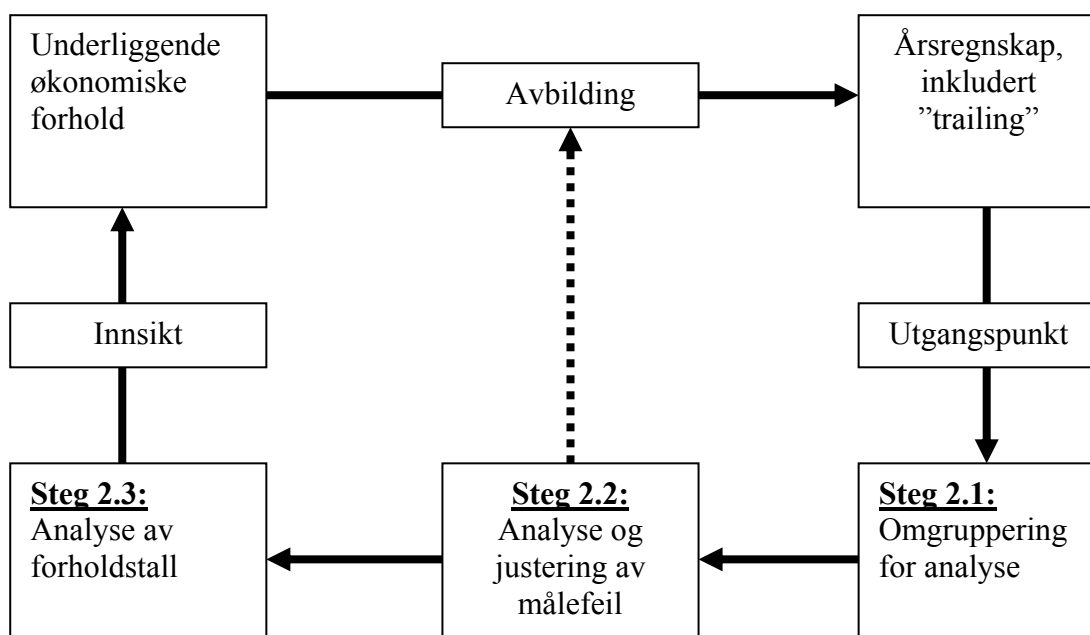 Underliggende
økonomiske
forhold
Avbilding
Årsregnskap,
inkludert
”trailing”
Innsikt
Utgangspunkt
Steg 2.3:
Analyse av
forholdstall
Steg 2.2:
Analyse og
justering av
målefeil
Steg 2.1:
Omgruppering
for analyse